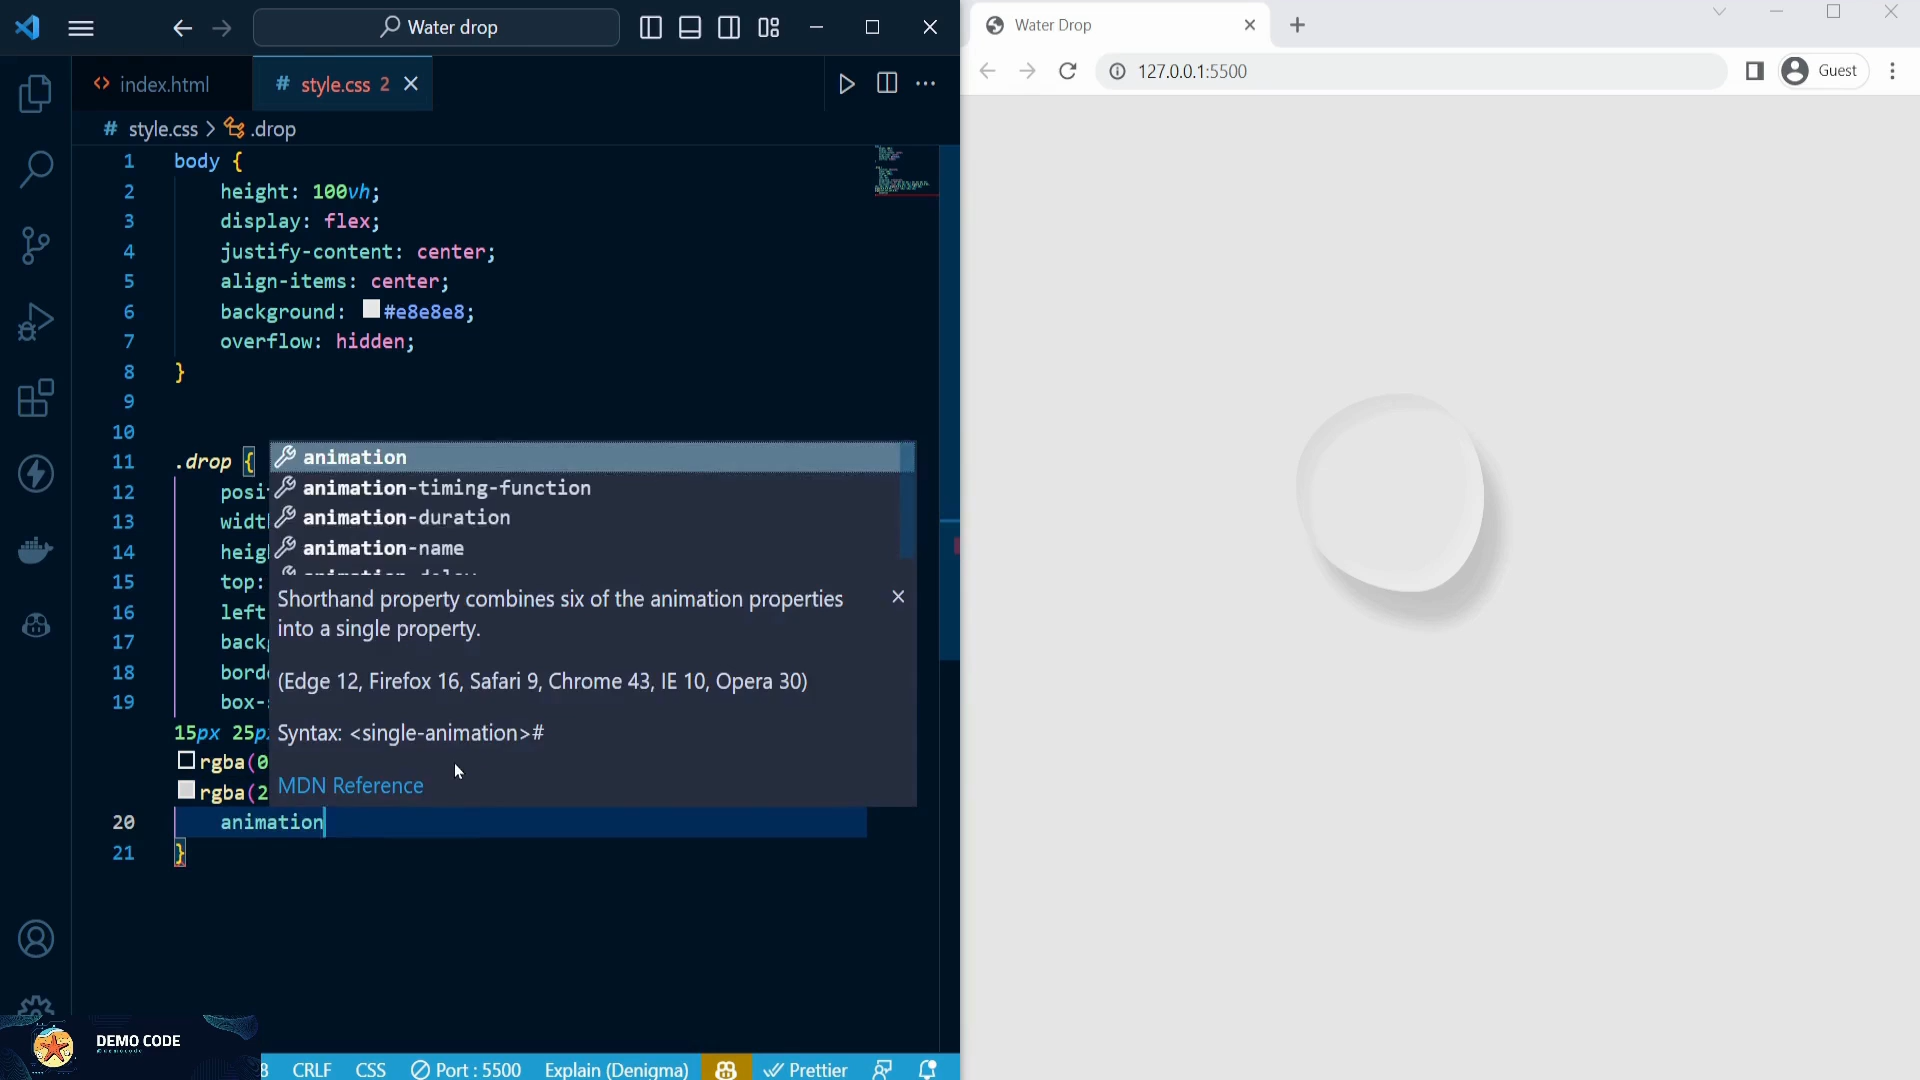 Water drop
index.html
style.css 2
style.css > .drop
1 body {
2 height: 100vh;
3 display: flex;
4 justify-content: center;
5 align-items: center;
6 background: #e8e8e8;
7 overflow: hidden;
8 }
9
10
11 .drop {
12 posi
13 widt
14 heig
15 top:
16 left
17 back
18 bord
19 box-
15px 25p
rgba(0
rgba(2
20 animation
21 }
animation
animation-timing-function
animation-duration
animation-name
animation-delay
Shorthand property combines six of the animation properties
into a single property.
(Edge 12, Firefox 16, Safari 9, Chrome 43, IE 10, Opera 30)
Syntax: <single-animation>#
MDN Reference
DEMO CODE
8 CRLF CSS Port : 5500 Explain (Denigma) Prettier
Water Drop
127.0.0.1:5500
Guest